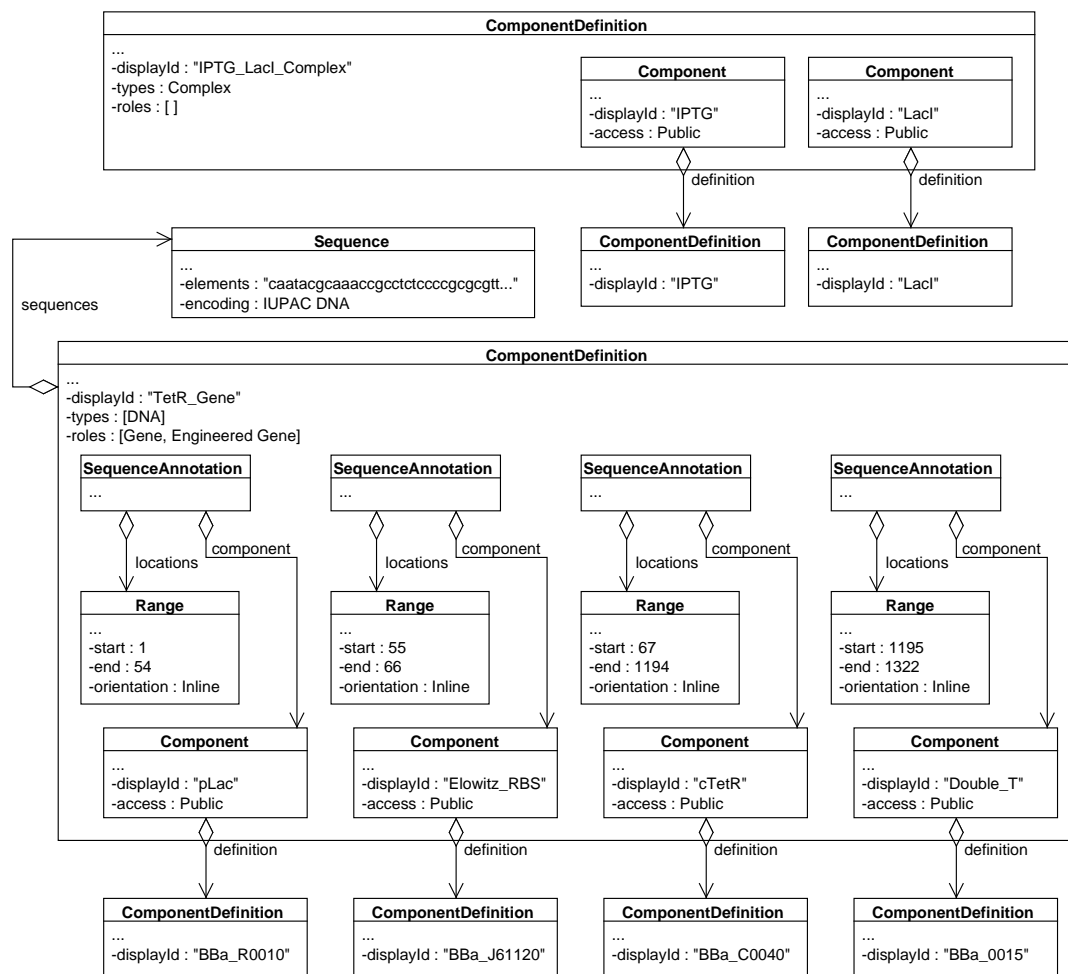 ComponentDefinition
...
-displayId : "IPTG_LacI_Complex"
-types : Complex
-roles : [ ]
Component
...
-displayId : "IPTG"
-access : Public
Component
...
-displayId : "LacI"
-access : Public
definition
definition
ComponentDefinition
...
-displayId : "IPTG"
ComponentDefinition
...
-displayId : "LacI"
Sequence
...
-elements : "caatacgcaaaccgcctctccccgcgcgtt..."
-encoding : IUPAC DNA
sequences
ComponentDefinition
...
-displayId : "TetR_Gene"
-types : [DNA]
-roles : [Gene, Engineered Gene]
SequenceAnnotation
...
SequenceAnnotation
...
SequenceAnnotation
...
SequenceAnnotation
...
locations
component
locations
component
locations
component
locations
component
Range
...
-start : 1
-end : 54
-orientation : Inline
Range
...
-start : 55
-end : 66
-orientation : Inline
Range
...
-start : 67
-end : 1194
-orientation : Inline
Range
...
-start : 1195
-end : 1322
-orientation : Inline
Component
...
-displayId : "pLac"
-access : Public
Component
...
-displayId : "Elowitz_RBS"
-access : Public
Component
...
-displayId : "cTetR"
-access : Public
Component
...
-displayId : "Double_T"
-access : Public
definition
definition
definition
definition
ComponentDefinition
...
-displayId : "BBa_R0010"
ComponentDefinition
...
-displayId : "BBa_J61120"
ComponentDefinition
...
-displayId : "BBa_C0040"
ComponentDefinition
...
-displayId : "BBa_0015"